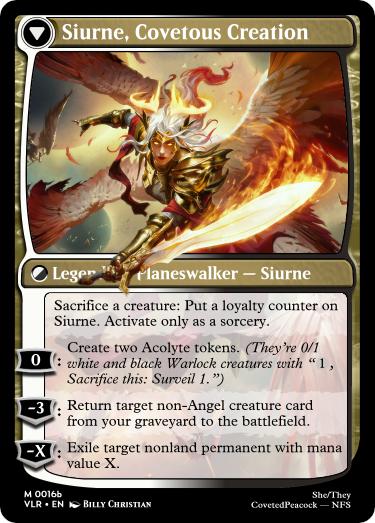 Siurne, Covetous Creation
Planeswalker — Siurne
Sacrifice a creature: Put a loyalty counter on
Siurne. Activate only as a sorcery.
0 : Create two Acolyte tokens. (They're 0/1
white and black Warlock creatures with "1,
Sacrifice this: Surveil 1.")
-3 : Return target non-Angel creature card
from your graveyard to the battlefield.
-X : Exile target nonland permanent with mana
value X.
M 0016b
VLR • EN Billy Christian
She/They
CovetedPeacock — NFS